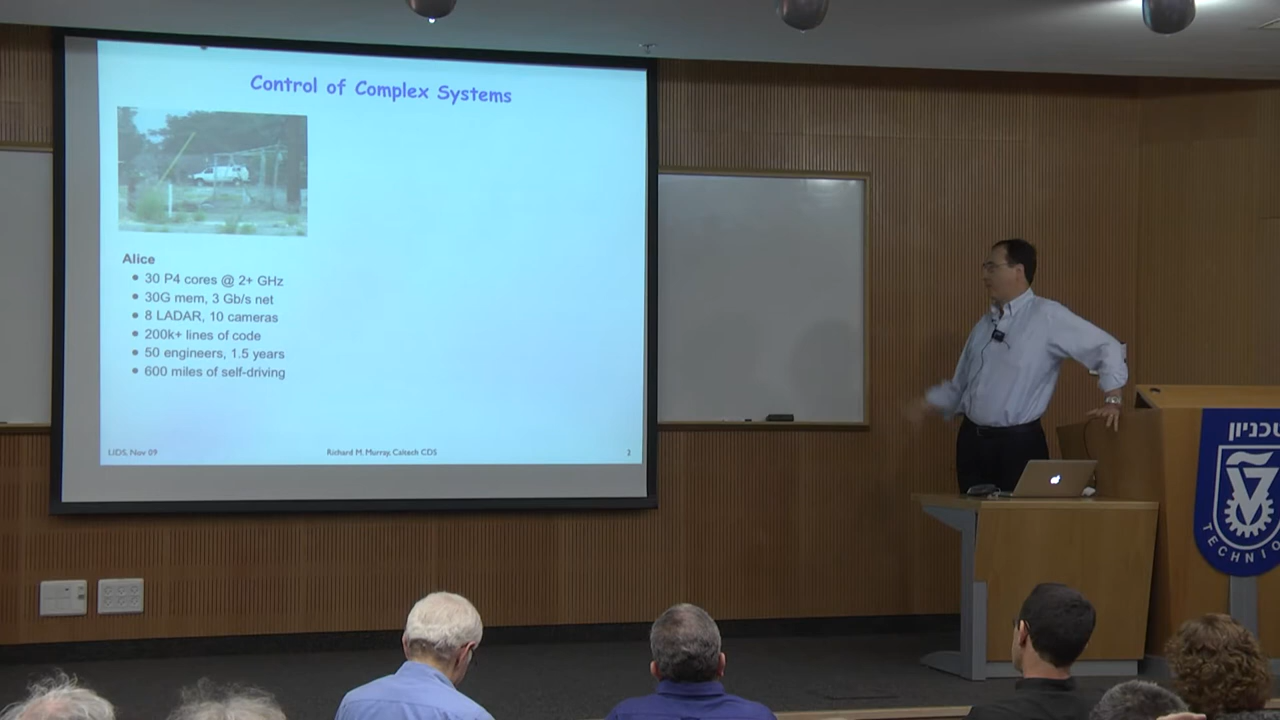 Control of Complex Systems
Alice
• 30 P4 cores @ 2+ GHz
• 30G mem, 3 Gb/s net
• 8 LADAR, 10 cameras
• 200k+ lines of code
• 50 engineers, 1.5 years
• 600 miles of self-driving
LIDS, Nov 09
Richard M. Murray, Caltech CDS
טכניון
TECHNIO